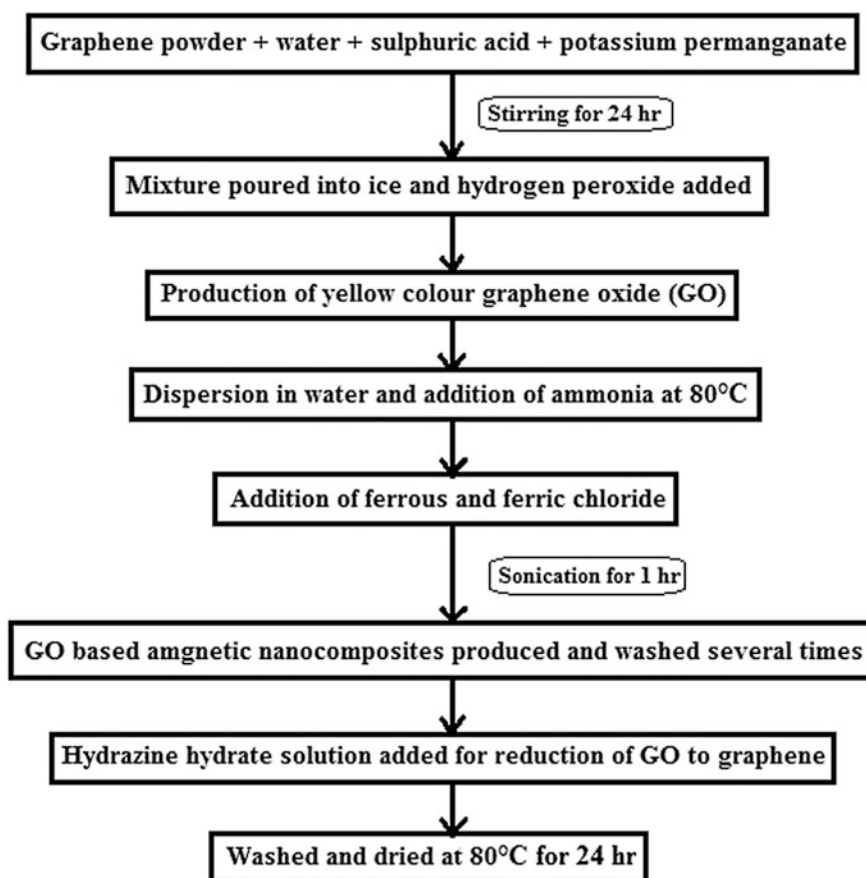 Graphene powder + water + sulphuric acid + potassium permanganate
Stirring for 24 hr
Mixture poured into ice and hydrogen peroxide added
Production of yellow colour graphene oxide (GO)
Dispersion in water and addition of ammonia at 80°C
Addition of ferrous and ferric chloride
Sonication for 1 hr
GO based amgnetic nanocomposites produced and washed several times
Hydrazine hydrate solution added for reduction of GO to graphene
Washed and dried at 80°C for 24 hr